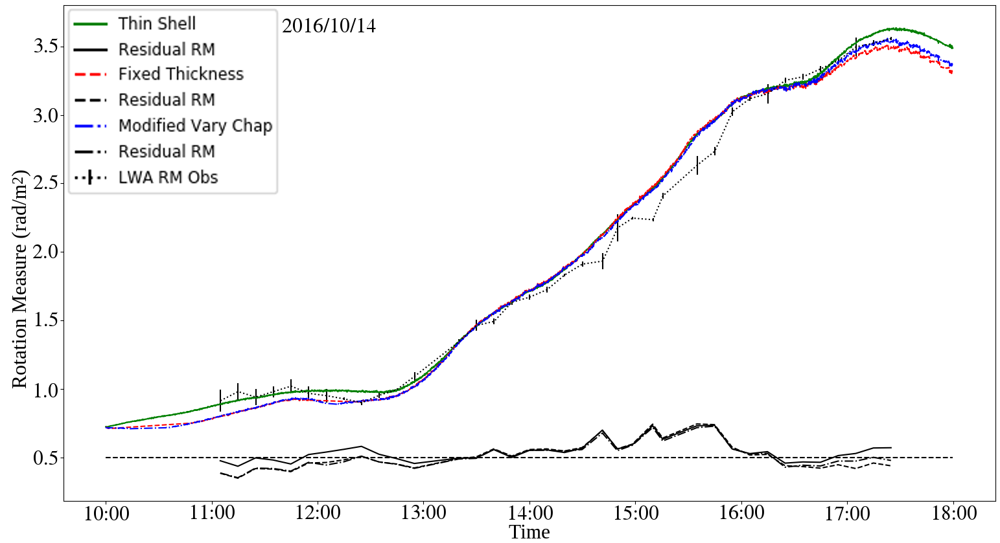 2016/10/14
Thin Shell
Residual RM
Fixed Thickness
Residual RM
Modified Vary Chap
Residual RM
LWA RM Obs
Rotation Measure (rad/m²)
3.5
3.0
2.5
2.0
1.5
1.0
0.5
10:00 11:00 12:00 13:00 14:00 15:00 16:00 17:00 18:00
Time